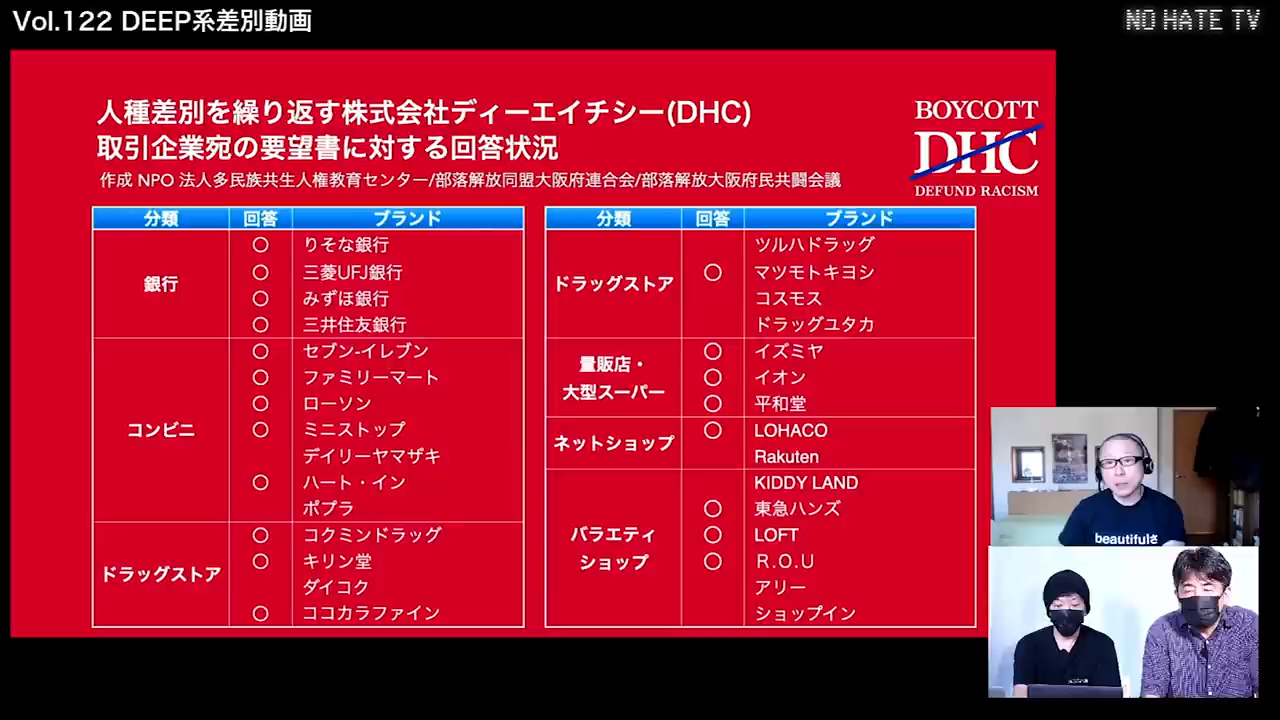 Vol.122 DEEP系差別動画
NO HATE TV
人種差別を繰り返す株式会社ディーエイチシー(DHC)
取引企業宛の要望書に対する回答状況
作成 NPO 法人多民族共生人権教育センター/部落解放同盟大阪府連合会/部落解放大阪府民共闘会議
BOYCOTT
DHC
DEFUND RACISM
分類 回答 ブランド
銀行
〇 りそな銀行
〇 三菱UFJ銀行
〇 みずほ銀行
〇 三井住友銀行
コンビニ
〇 セブン-イレブン
〇 ファミリーマート
〇 ローソン
〇 ミニストップ
デイリーヤマザキ
〇 ハート・イン
ポプラ
ドラッグストア
〇 コクミンドラッグ
〇 キリン堂
ダイコク
〇 ココカラファイン
分類 回答 ブランド
ドラッグストア
ツルハドラッグ
〇 マツモトキヨシ
コスモス
ドラッグユタカ
量販店・
大型スーパー
〇 イズミヤ
〇 イオン
〇 平和堂
ネットショップ
〇 LOHACO
Rakuten
バラエティ
ショップ
KIDDY LAND
〇 東急ハンズ
〇 LOFT
〇 R.O.U
アリー
ショップイン
beautifulさ